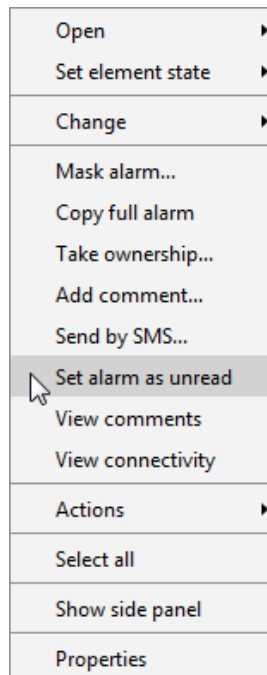 Open
Set element state
Change
Mask alarm...
Copy full alarm
Take ownership...
Add comment...
Send by SMS...
Set alarm as unread
View comments
View connectivity
Actions
Select all
Show side panel
Properties